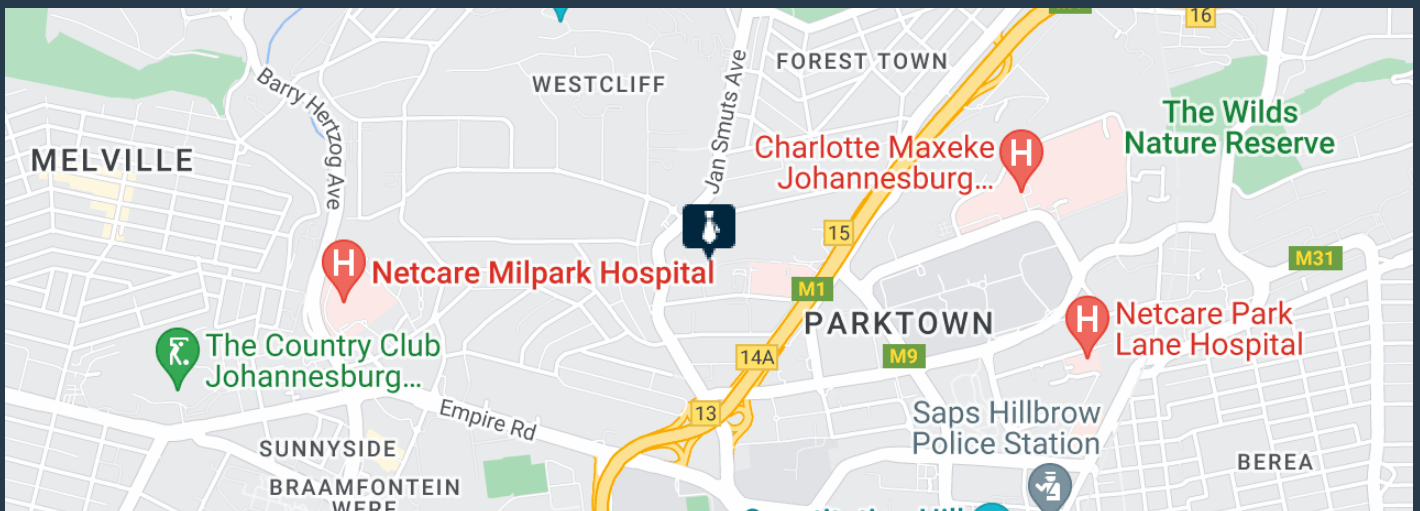 16
FOREST TOWN
WESTCLIFF
Barry Hertzog Ave
Jan Smuts Ave
The Wilds
Nature Reserve
MELVILLE
Charlotte Maxeke
Johannesburg...
H
15
M31
H
Netcare Milpark Hospital
M1
PARKTOWN
H
Netcare Park
Lane Hospital
The Country Club
Johannesburg...
14A
M9
13
Empire Rd
Saps Hillbrow
Police Station
SUNNYSIDE
BEREA
BRAAMFONTEIN
WERF